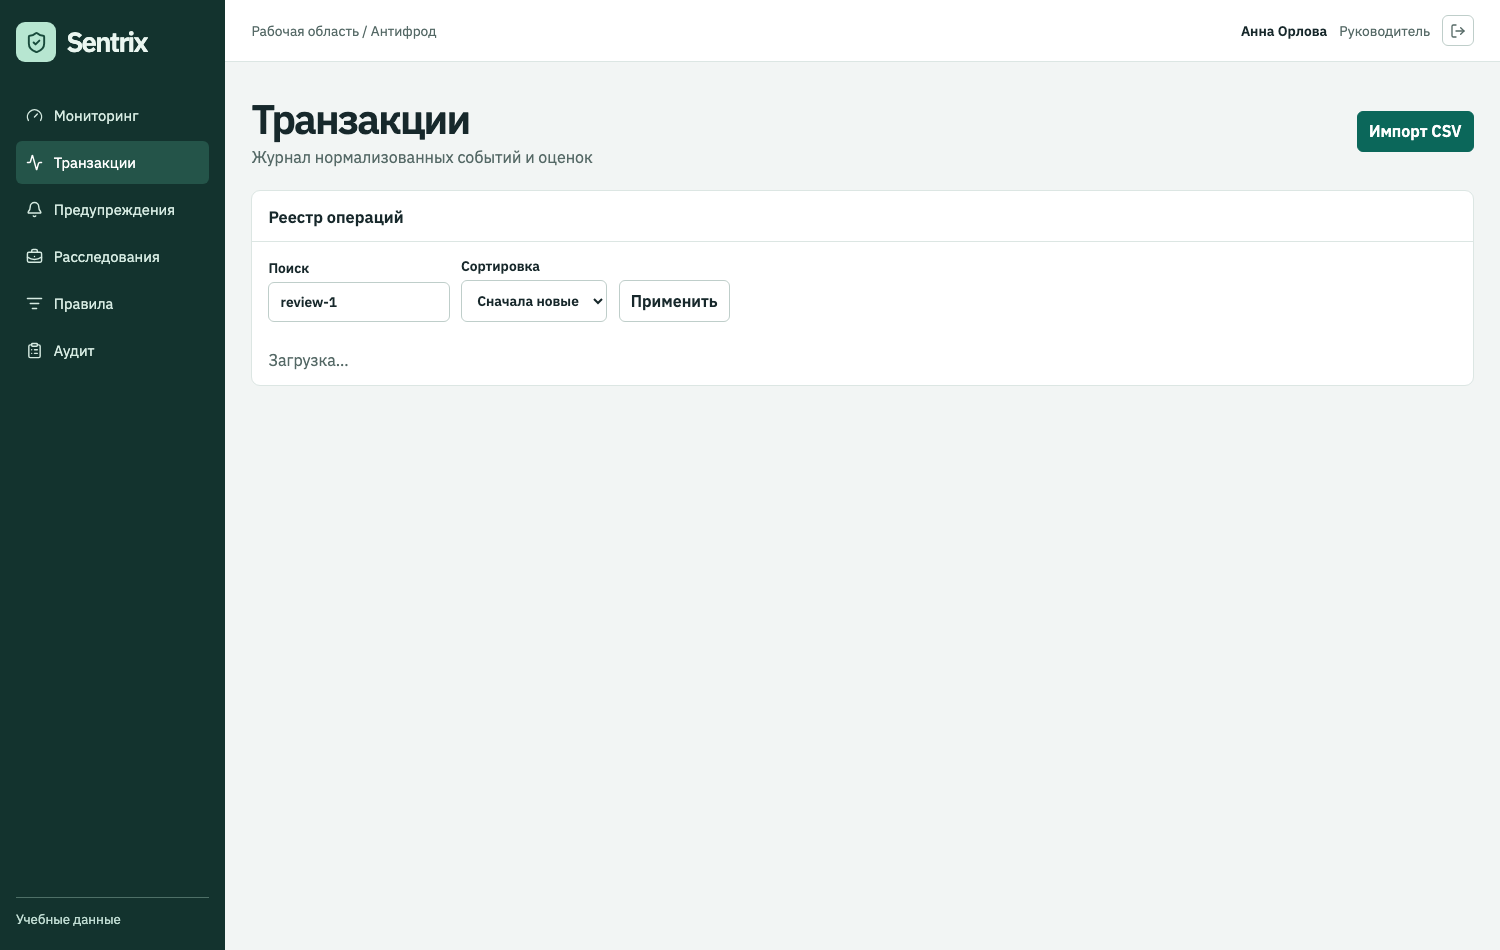 Sentrix
Рабочая область / Антифрод
Анна Орлова Руководитель
Мониторинг
Транзакции
Предупреждения
Расследования
Правила
Аудит
Учебные данные
Транзакции
Журнал нормализованных событий и оценок
Импорт CSV
Реестр операций
Поиск
Сортировка
review-1
Сначала новые
Применить
Загрузка...